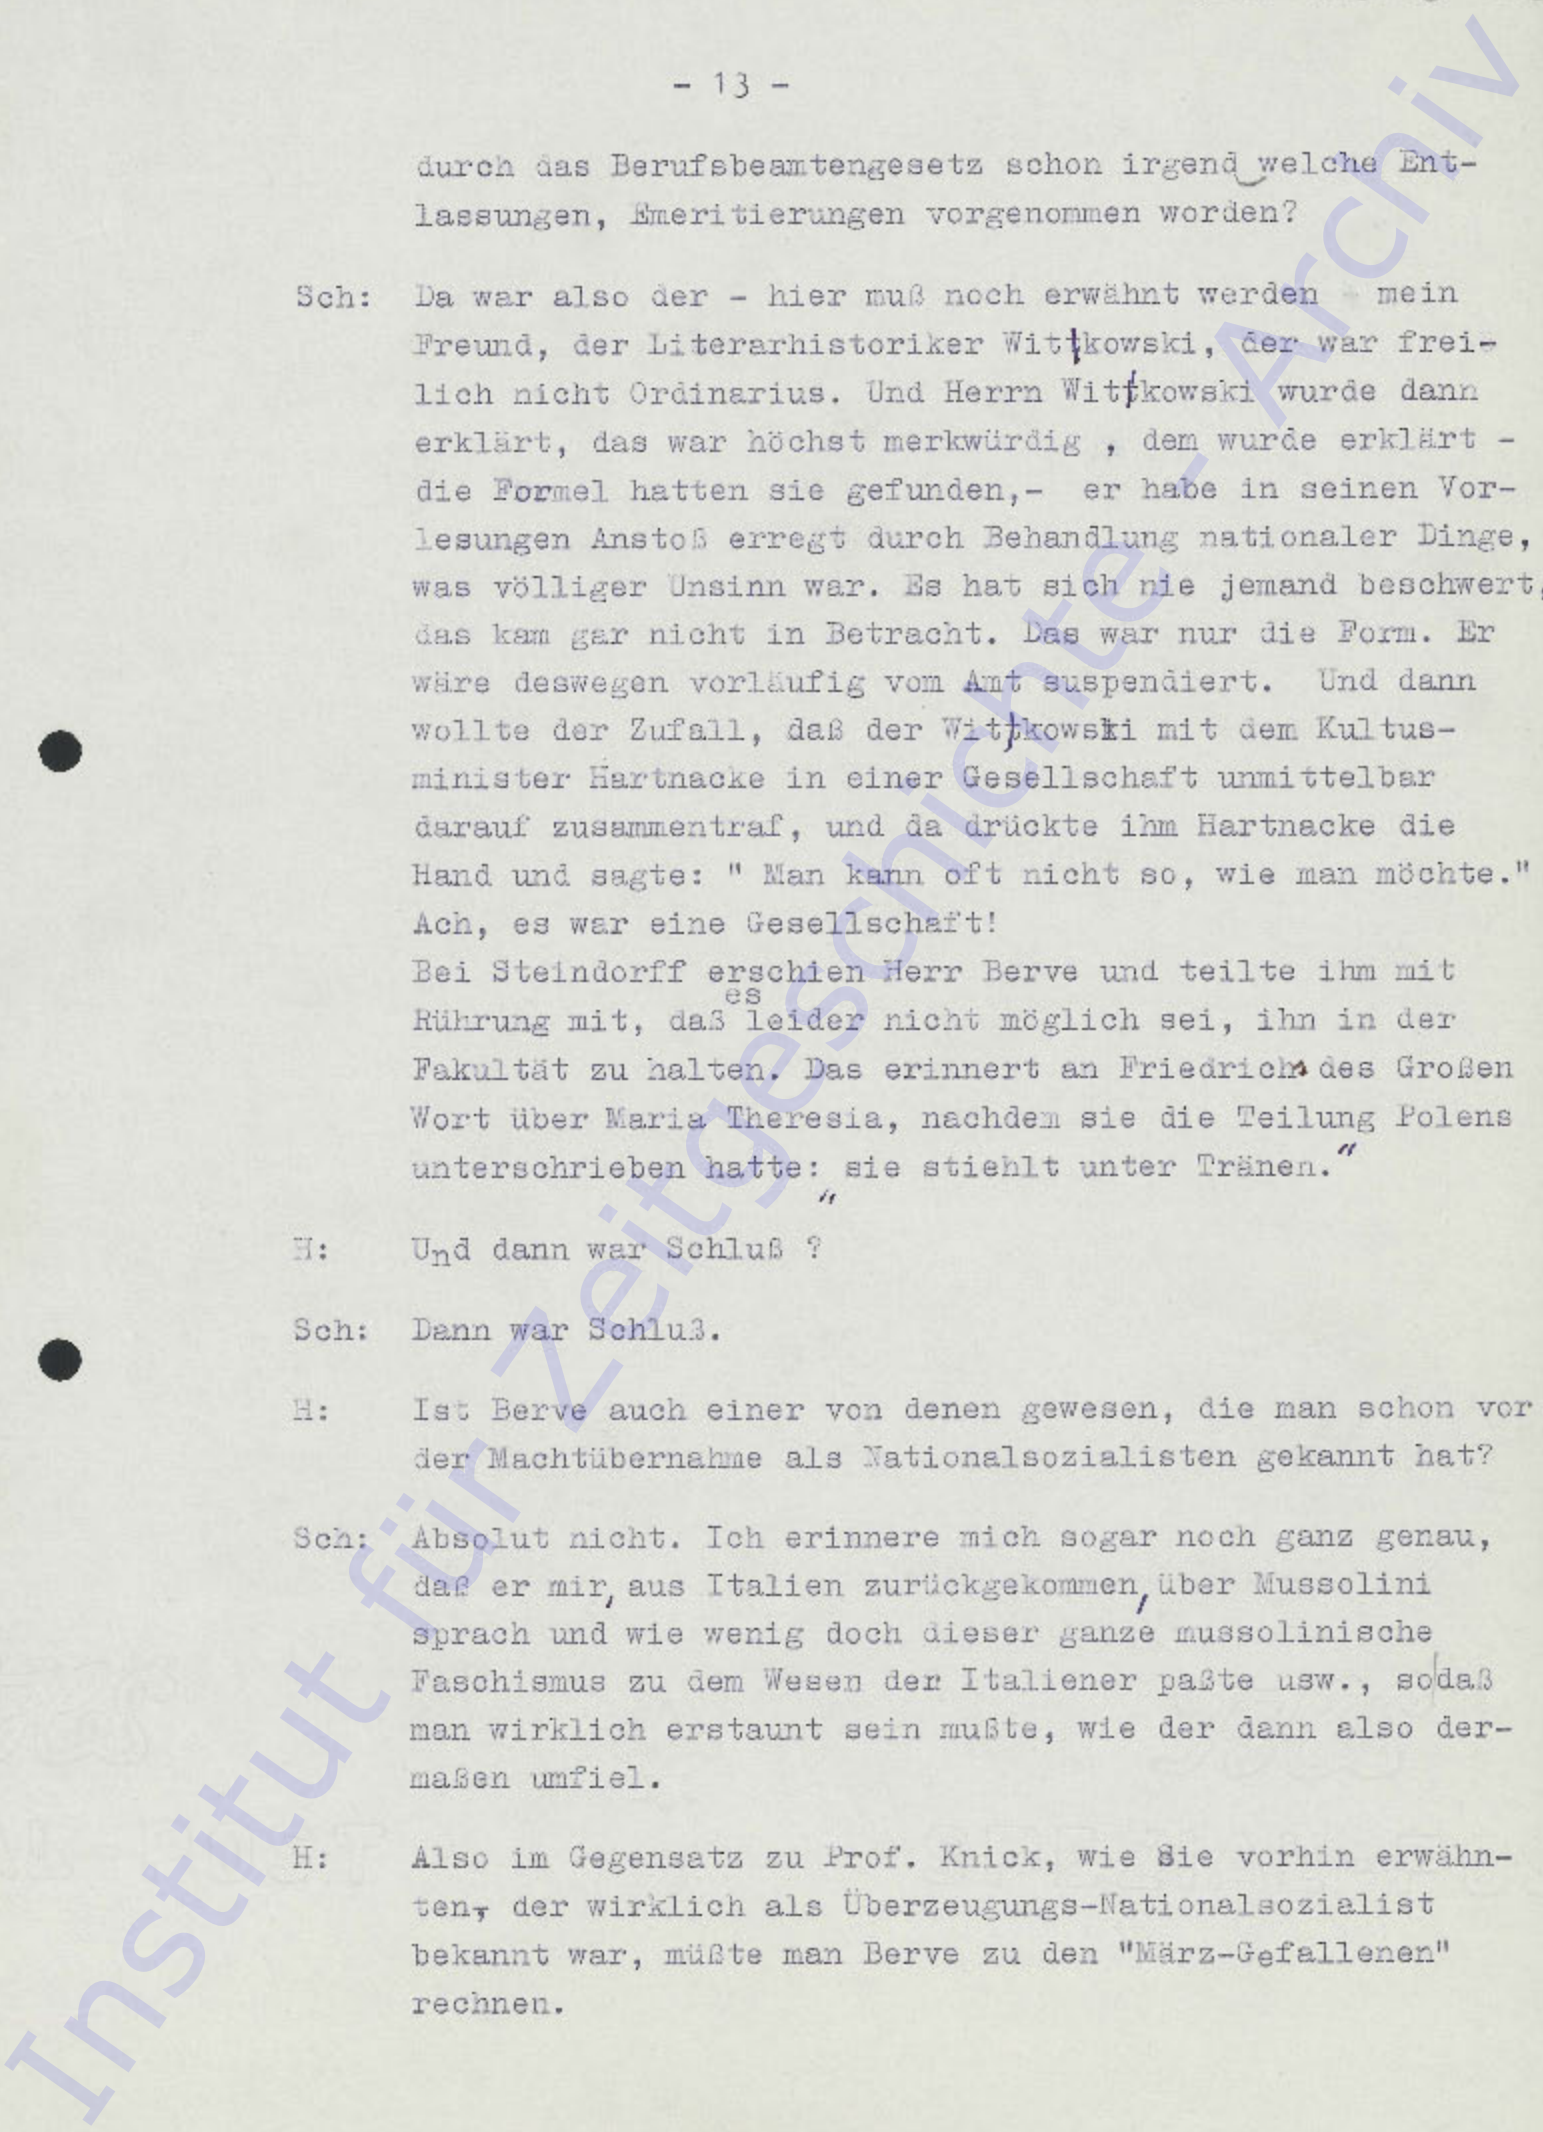 - 13 -
durch das Berufsbeamtengesetz schon irgend welche Ent-
lassungen, Emeritierungen vorgenommen worden?
Sch: Da war also der - hier muß noch erwähnt werden - mein
Freund, der Literarhistoriker Witkowski, der war frei-
lich nicht Ordinarius. Und Herrn Witkowski wurde dann
erklärt, das war höchst merkwürdig , dem wurde erklärt -
die Formel hatten sie gefunden,- er habe in seinen Vor-
lesungen Anstoß erregt durch Behandlung nationaler Dinge,
was völliger Unsinn war. Es hat sich nie jemand beschwert,
das kam gar nicht in Betracht. Das war nur die Form. Er
wäre deswegen vorläufig vom Amt suspendiert. Und dann
wollte der Zufall, daß der Witkowski mit dem Kultus-
minister Hartnacke in einer Gesellschaft unmittelbar
darauf zusammentraf, und da drückte ihm Hartnacke die
Hand und sagte: " Man kann oft nicht so, wie man möchte."
Ach, es war eine Gesellschaft!
Bei Steindorff erschien Herr Berve und teilte ihm mit
Rührung mit, daß es leider nicht möglich sei, ihn in der
Fakultät zu halten. Das erinnert an Friedrich des Großen
Wort über Maria Theresia, nachdem sie die Teilung Polens
unterschrieben hatte: "sie stiehlt unter Tränen."
H: Und dann war Schluß ?
Sch: Dann war Schluß.
H: Ist Berve auch einer von denen gewesen, die man schon vor
der Machtübernahme als Nationalsozialisten gekannt hat?
Sch: Absolut nicht. Ich erinnere mich sogar noch ganz genau,
daß er mir, aus Italien zurückgekommen, über Mussolini
sprach und wie wenig doch dieser ganze mussolinische
Faschismus zu dem Wesen der Italiener paßte usw., so daß
man wirklich erstaunt sein mußte, wie der dann also der-
maßen umfiel.
H: Also im Gegensatz zu Prof. Knick, wie Sie vorhin erwähn-
ten, der wirklich als Überzeugungs-Nationalsozialist
bekannt war, müßte man Berve zu den "März-Gefallenen"
rechnen.
Institut für Zeitgeschichte - Archiv